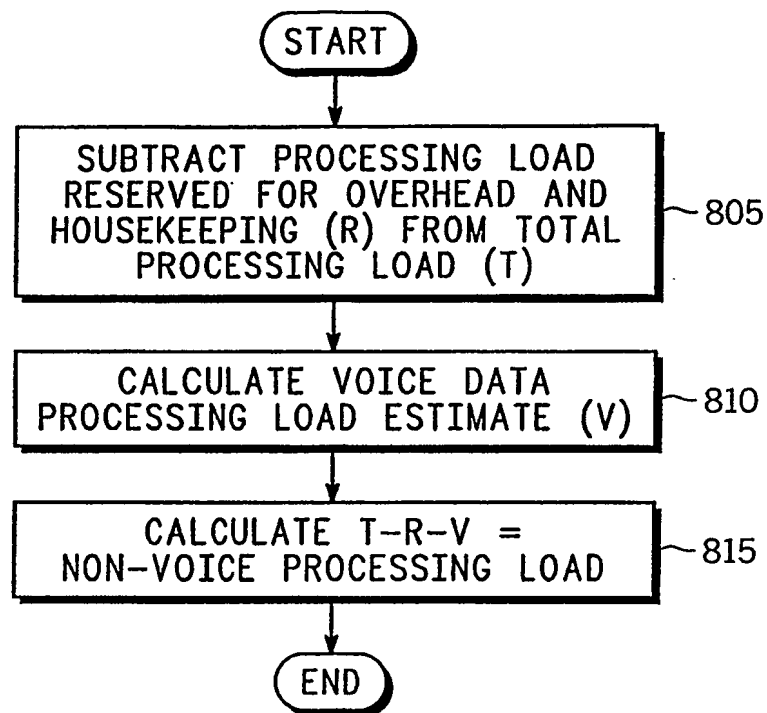 START
SUBTRACT PROCESSING LOAD
RESERVED FOR OVERHEAD AND
HOUSEKEEPING (R) FROM TOTAL
PROCESSING LOAD (T)
805
CALCULATE VOICE DATA
PROCESSING LOAD ESTIMATE (V)
810
CALCULATE T-R-V =
NON-VOICE PROCESSING LOAD
815
END